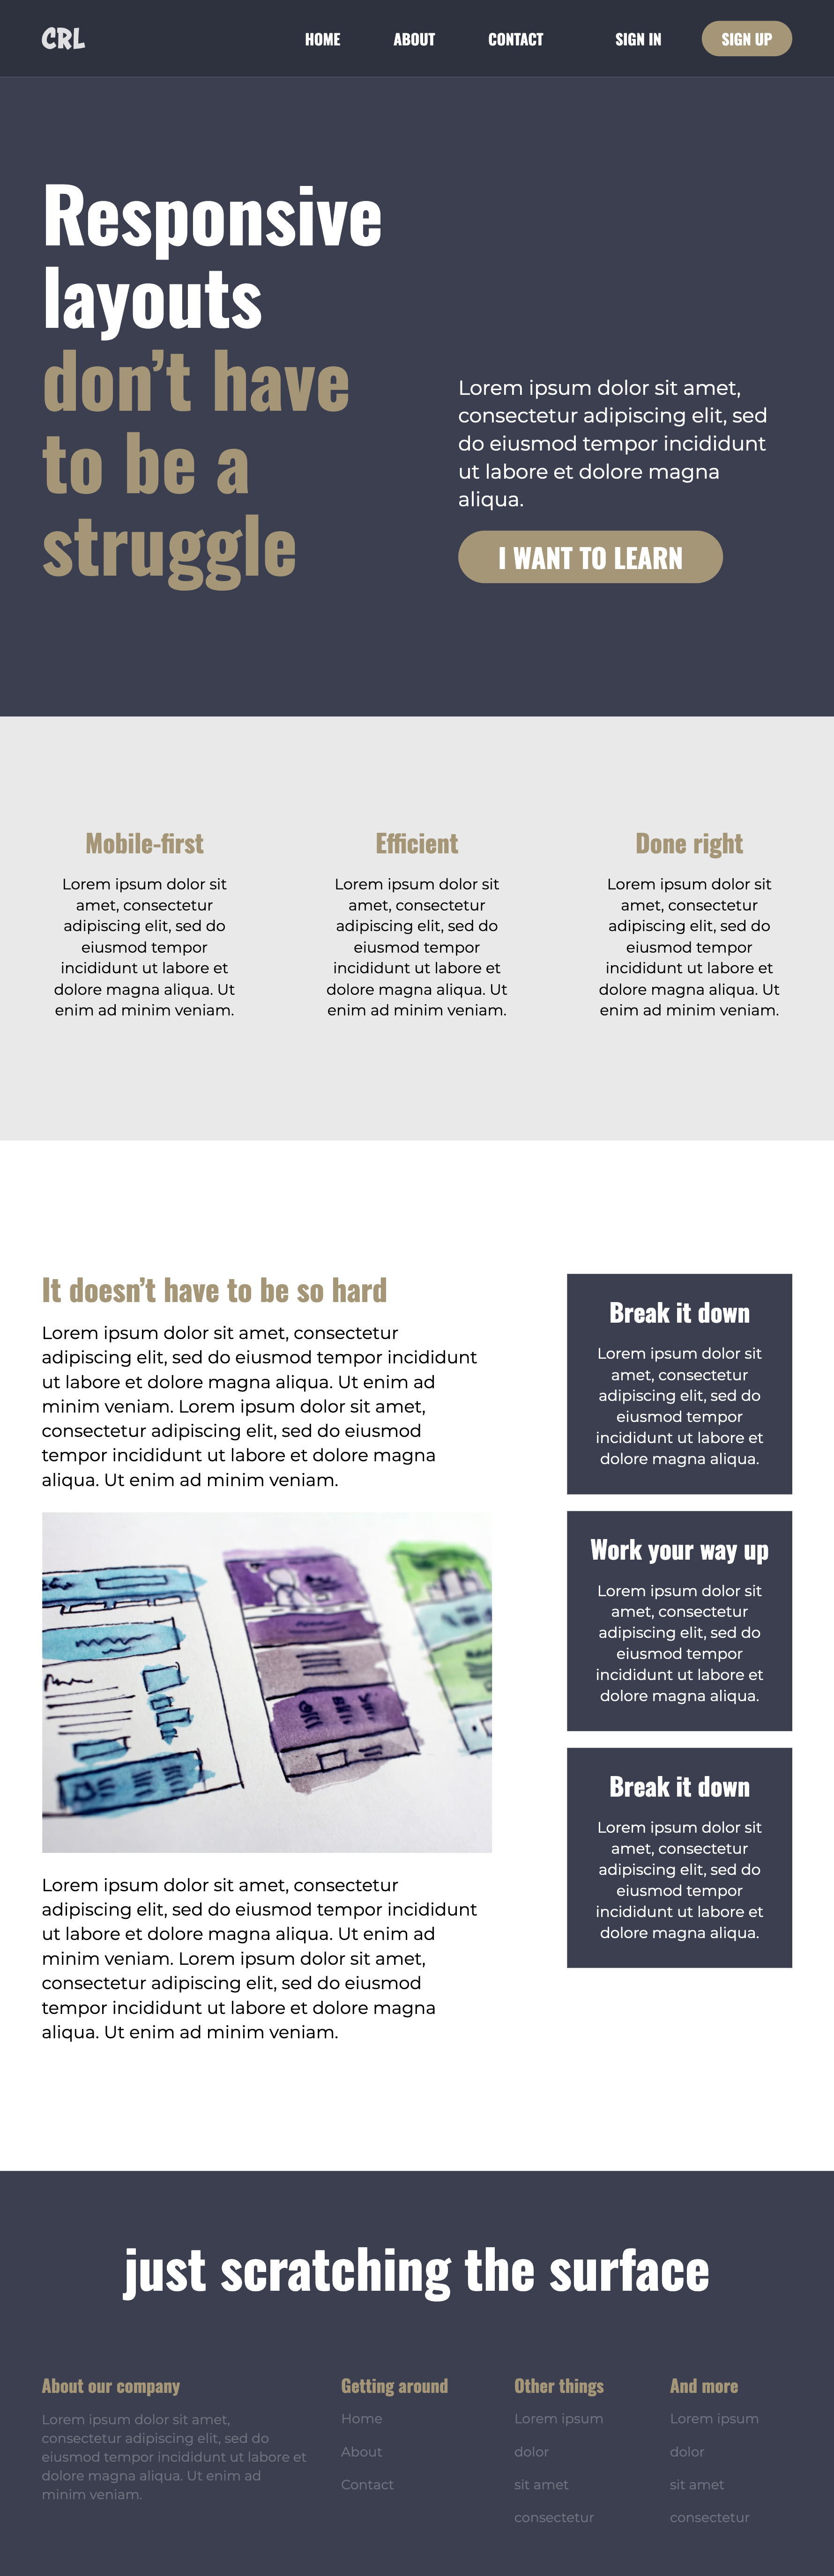 CRL
HOME
ABOUT
CONTACT
SIGN IN
SIGN UP
Responsive
layouts
don’t have
to be a
struggle
Lorem ipsum dolor sit amet,
consectetur adipiscing elit, sed
do eiusmod tempor incididunt
ut labore et dolore magna
aliqua.
I WANT TO LEARN
Mobile-first
Lorem ipsum dolor sit
amet, consectetur
adipiscing elit, sed do
eiusmod tempor
incididunt ut labore et
dolore magna aliqua. Ut
enim ad minim veniam.
Efficient
Lorem ipsum dolor sit
amet, consectetur
adipiscing elit, sed do
eiusmod tempor
incididunt ut labore et
dolore magna aliqua. Ut
enim ad minim veniam.
Done right
Lorem ipsum dolor sit
amet, consectetur
adipiscing elit, sed do
eiusmod tempor
incididunt ut labore et
dolore magna aliqua. Ut
enim ad minim veniam.
It doesn’t have to be so hard
Lorem ipsum dolor sit amet, consectetur
adipiscing elit, sed do eiusmod tempor incididunt
ut labore et dolore magna aliqua. Ut enim ad
minim veniam. Lorem ipsum dolor sit amet,
consectetur adipiscing elit, sed do eiusmod
tempor incididunt ut labore et dolore magna
aliqua. Ut enim ad minim veniam.
Lorem ipsum dolor sit amet, consectetur
adipiscing elit, sed do eiusmod tempor incididunt
ut labore et dolore magna aliqua. Ut enim ad
minim veniam. Lorem ipsum dolor sit amet,
consectetur adipiscing elit, sed do eiusmod
tempor incididunt ut labore et dolore magna
aliqua. Ut enim ad minim veniam.
Break it down
Lorem ipsum dolor sit
amet, consectetur
adipiscing elit, sed do
eiusmod tempor
incididunt ut labore et
dolore magna aliqua.
Work your way up
Lorem ipsum dolor sit
amet, consectetur
adipiscing elit, sed do
eiusmod tempor
incididunt ut labore et
dolore magna aliqua.
Break it down
Lorem ipsum dolor sit
amet, consectetur
adipiscing elit, sed do
eiusmod tempor
incididunt ut labore et
dolore magna aliqua.
just scratching the surface
About our company
Lorem ipsum dolor sit amet,
consectetur adipiscing elit, sed do
eiusmod tempor incididunt ut labore et
dolore magna aliqua. Ut enim ad
minim veniam.
Getting around
Home
About
Contact
Other things
Lorem ipsum
dolor
sit amet
consectetur
And more
Lorem ipsum
dolor
sit amet
consectetur